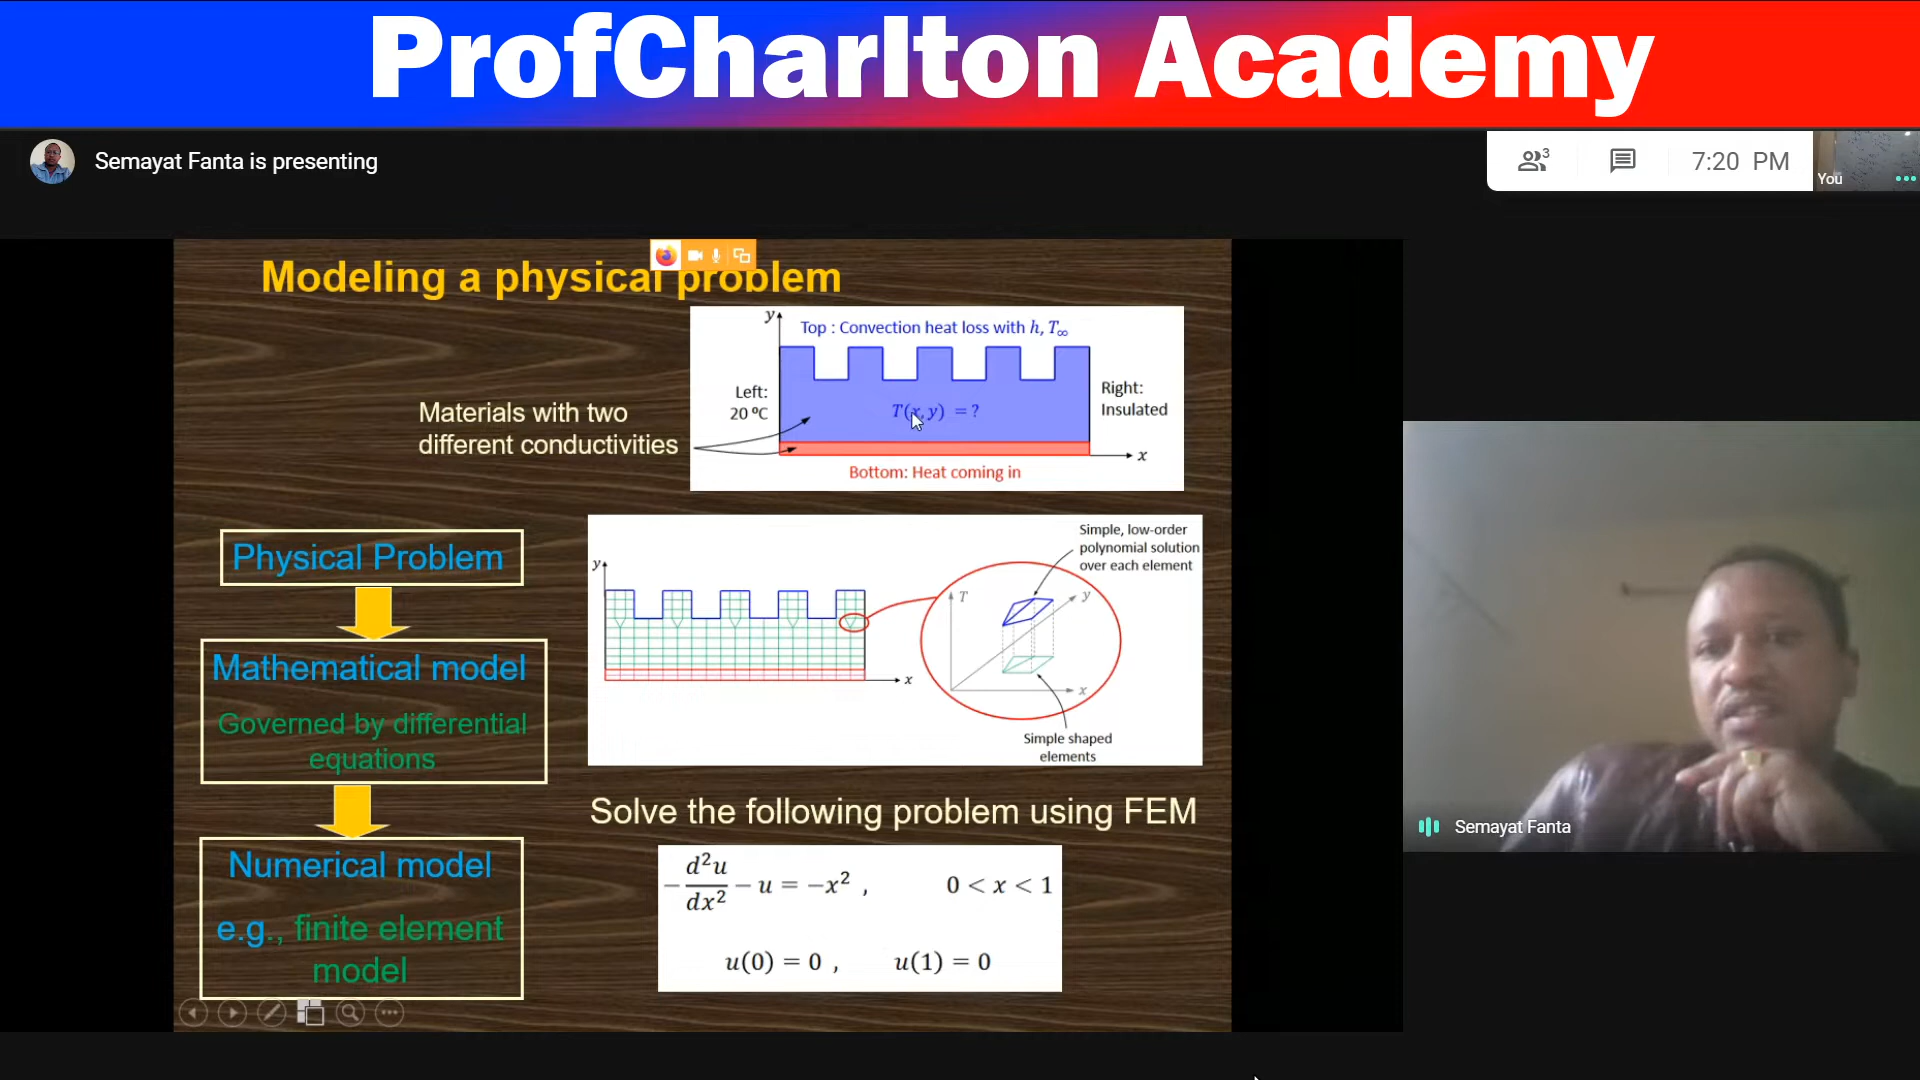 ProfCharlton Academy
Semayat Fanta is presenting
3
7:20 PM
You
Modeling a physical problem
y
Top : Convection heat loss with h, T∞
Left:
20 ºC
Right:
Insulated
T(x, y) = ?
Materials with two
different conductivities
x
Bottom: Heat coming in
Physical Problem
Mathematical model
Governed by differential
equations
Numerical model
e.g., finite element
model
Simple, low-order
polynomial solution
over each element
y
T
y
x
x
Simple shaped
elements
Solve the following problem using FEM
− d²u/dx² − u = −x² , 0 < x < 1
u(0) = 0 , u(1) = 0
Semayat Fanta